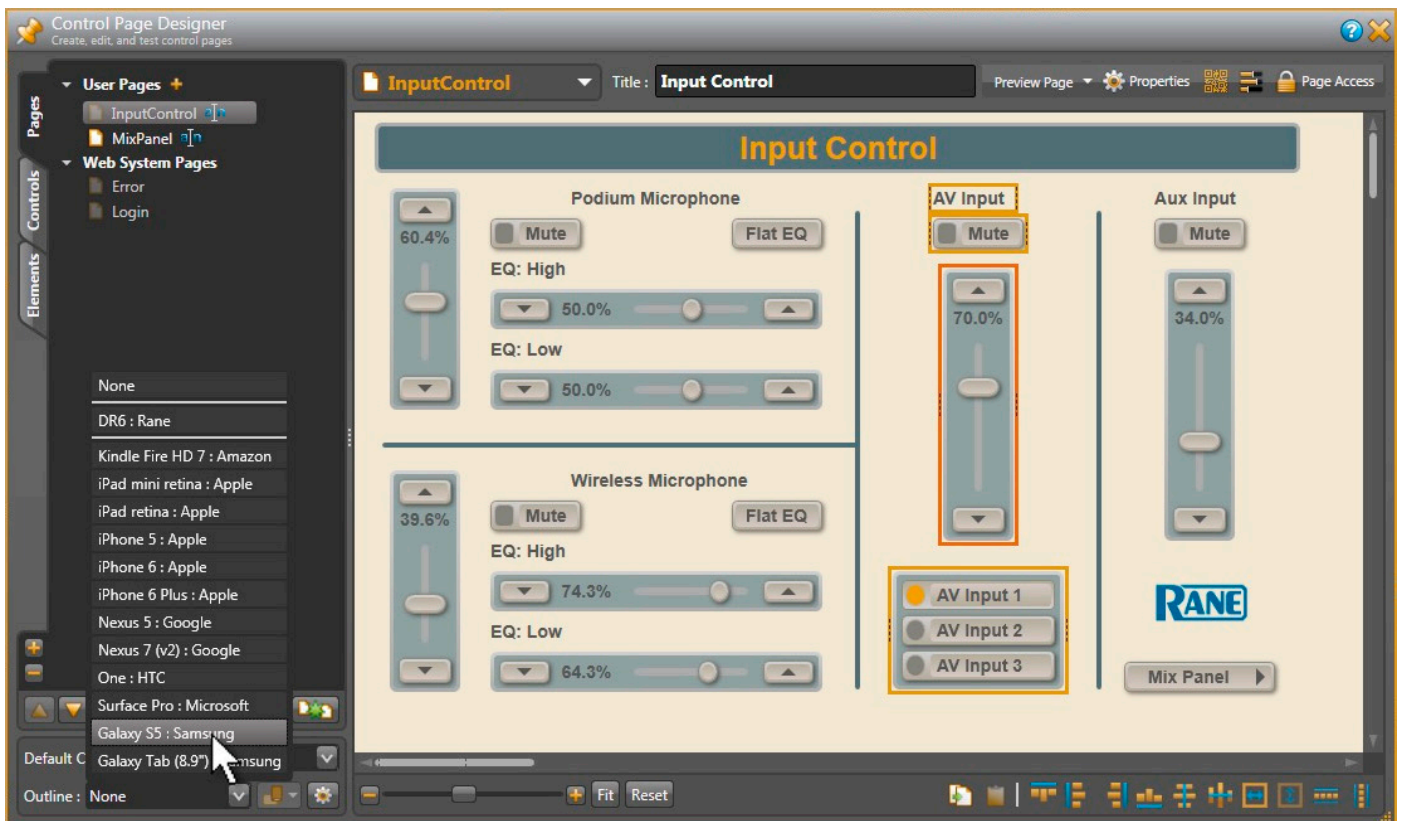 Control Page Designer
Create, edit, and test control pages
Pages
Controls
Elements
User Pages
InputControl
MixPanel
Web System Pages
Error
Login
None
DR6 : Rane
Kindle Fire HD 7 : Amazon
iPad mini retina : Apple
iPad retina : Apple
iPhone 5 : Apple
iPhone 6 : Apple
iPhone 6 Plus : Apple
Nexus 5 : Google
Nexus 7 (v2) : Google
One : HTC
Surface Pro : Microsoft
Galaxy S5 : Samsung
Galaxy Tab (8.9")
Default
Outline : None
InputControl
Title : Input Control
Preview Page
Properties
Page Access
Input Control
Podium Microphone
60.4%
Mute
Flat EQ
EQ: High
50.0%
EQ: Low
50.0%
Wireless Microphone
39.6%
Mute
Flat EQ
EQ: High
74.3%
EQ: Low
64.3%
AV Input
Mute
70.0%
AV Input 1
AV Input 2
AV Input 3
Aux Input
Mute
34.0%
RANE
Mix Panel
Fit
Reset